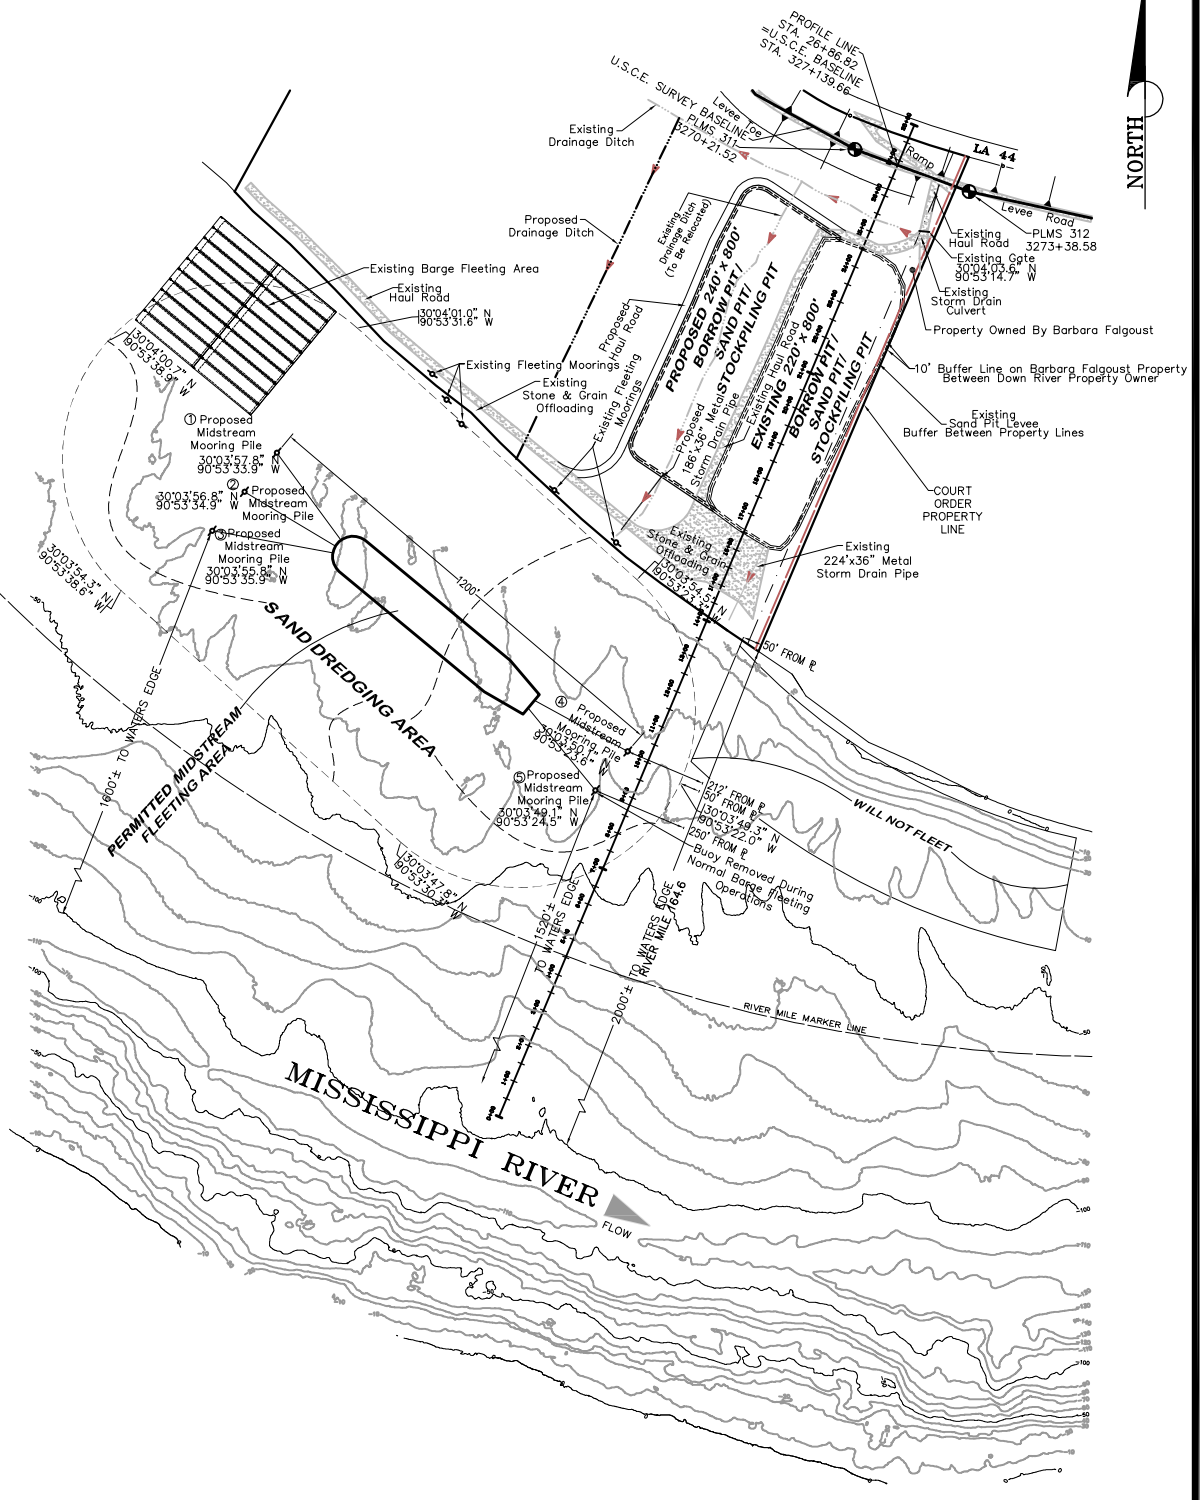 PROFILE LINE
STA. 26+86.82
=U.S.C.E. BASELINE
STA. 327+139.66
U.S.C.E. SURVEY BASELINE
Levee Toe
PLMS 311
3270+21.52
NORTH
LA 44
Ramp
Levee Road
PLMS 312
3273+38.58
Existing
Drainage Ditch
Proposed
Drainage Ditch
Existing
Drainage Ditch
(To Be Relocated)
Existing
Haul Road
Existing Gate
30°04'03.6" N
90°53'14.7" W
Existing
Storm Drain
Culvert
Property Owned By Barbara Falgoust
10' Buffer Line on Barbara Falgoust Property
Between Down River Property Owner
Existing
Sand Pit Levee
Buffer Between Property Lines
COURT
ORDER
PROPERTY
LINE
Existing
224'x36" Metal
Storm Drain Pipe
PROPOSED 240' X 800'
BORROW PIT/
SAND PIT/
STOCKPILING PIT
EXISTING 220' X 800'
BORROW PIT/
SAND PIT/
STOCKPILING PIT
Proposed
Haul Road
Existing Haul Road
Proposed
186'x36" Metal
Storm Drain Pipe
Existing Fleeting
Moorings
Existing Barge Fleeting Area
Existing
Haul Road
30°04'01.0" N
90°53'31.6" W
Existing Fleeting Moorings
Existing
Stone & Grain
Offloading
30°04'00.7" N
90°53'38.9" W
1 Proposed
Midstream
Mooring Pile
30°03'57.8" N
90°53'33.9" W
2
Proposed
Midstream
Mooring Pile
30°03'56.8" N
90°53'34.9" W
3 Proposed
Midstream
Mooring Pile
30°03'55.8" N
90°53'35.9" W
30°03'54.3" N
90°53'38.6" W
1200'
Existing
Stone & Grain
Offloading
50' FROM PL
SAND DREDGING AREA
1600'± TO WATERS EDGE
PERMITTED MIDSTREAM
FLEETING AREA
4 Proposed
Midstream
Mooring Pile
30°03'50.1" N
90°53'23.6" W
5 Proposed
Midstream
Mooring Pile
30°03'49.1" N
90°53'24.5" W
212' FROM PL
50' FROM PL
30°03'49.3" N
90°53'22.0" W
250' FROM PL
Buoy Removed During
Normal Barge Fleeting
Operations
WILL NOT FLEET
1520'±
TO WATERS EDGE
2000'± TO WATERS EDGE
RIVER MILE 164.6
RIVER MILE MARKER LINE
MISSISSIPPI RIVER
FLOW